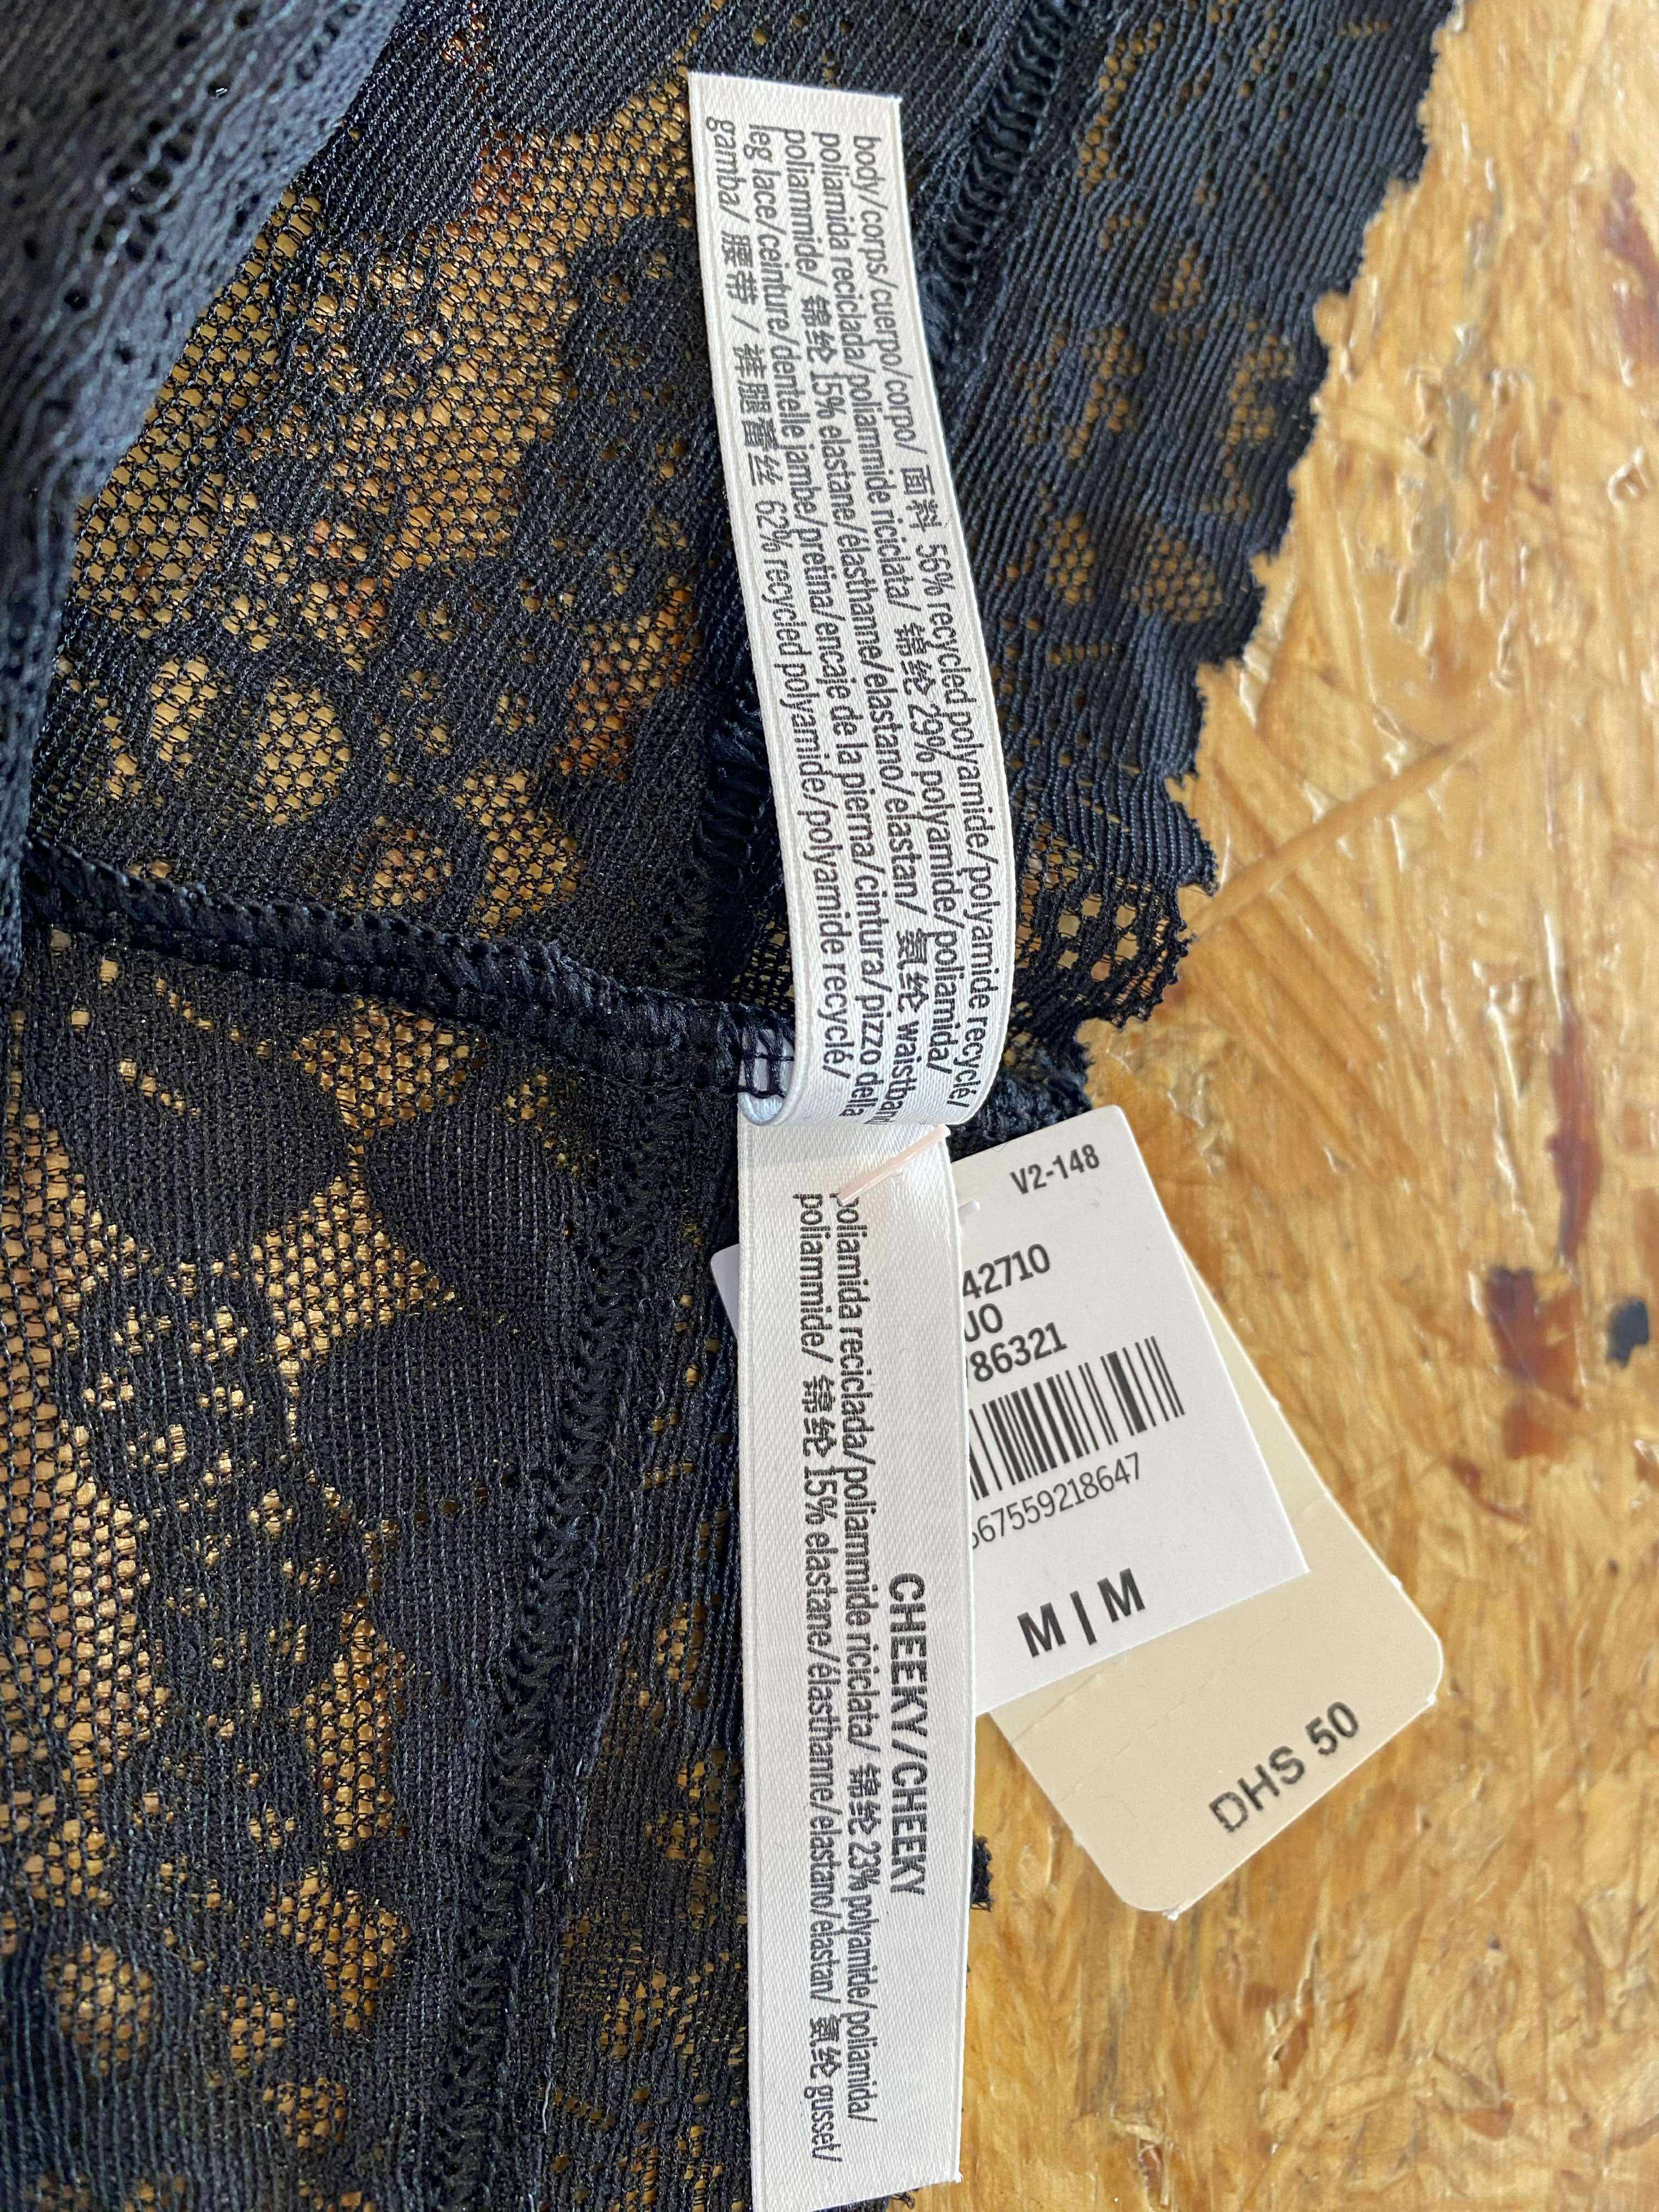 body/corps/cuerpo/corpo/ 面料 56% recycled polyamide/polyamide recyclé/
poliamida reciclada/poliammide riciclata/ 锦纶 29% polyamide/poliamida/
poliammide/ 锦纶 15% elastane/élasthanne/elastano/elastan/ 氨纶 waistband
leg lace/ceinture/dentelle jambe/pretina/encaje de la pierna/cintura/pizzo della
gamba/ 腰带 / 裤腿蕾丝 62% recycled polyamide/polyamide recyclé/
CHEEKY/CHEEKY
poliamida reciclada/poliammide riciclata/ 锦纶 23% polyamide/poliamida/
poliammide/ 锦纶 15% elastane/élasthanne/elastano/elastan/ 氨纶 gusset/
V2-148
42710
JO
86321
67559218647
M | M
DHS 50